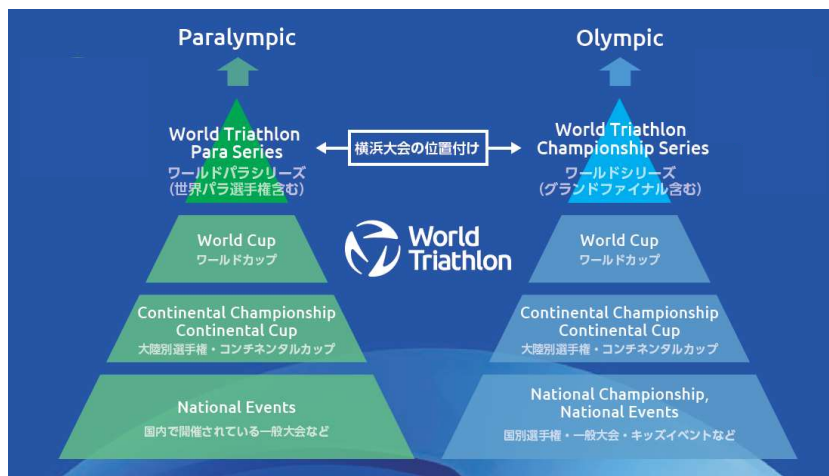 Paralympic
World Triathlon
Para Series
ワールドパラシリーズ
(世界パラ選手権含む)
World Cup
ワールドカップ
Continental Championship
Continental Cup
大陸別選手権・コンチネンタルカップ
National Events
国内で開催されている一般大会など
横浜大会の位置付け
World
Triathlon
Olympic
World Triathlon
Championship Series
ワールドシリーズ
(グランドファイナル含む)
World Cup
ワールドカップ
Continental Championship
Continental Cup
大陸別選手権・コンチネンタルカップ
National Championship,
National Events
国別選手権・一般大会・キッズイベントなど